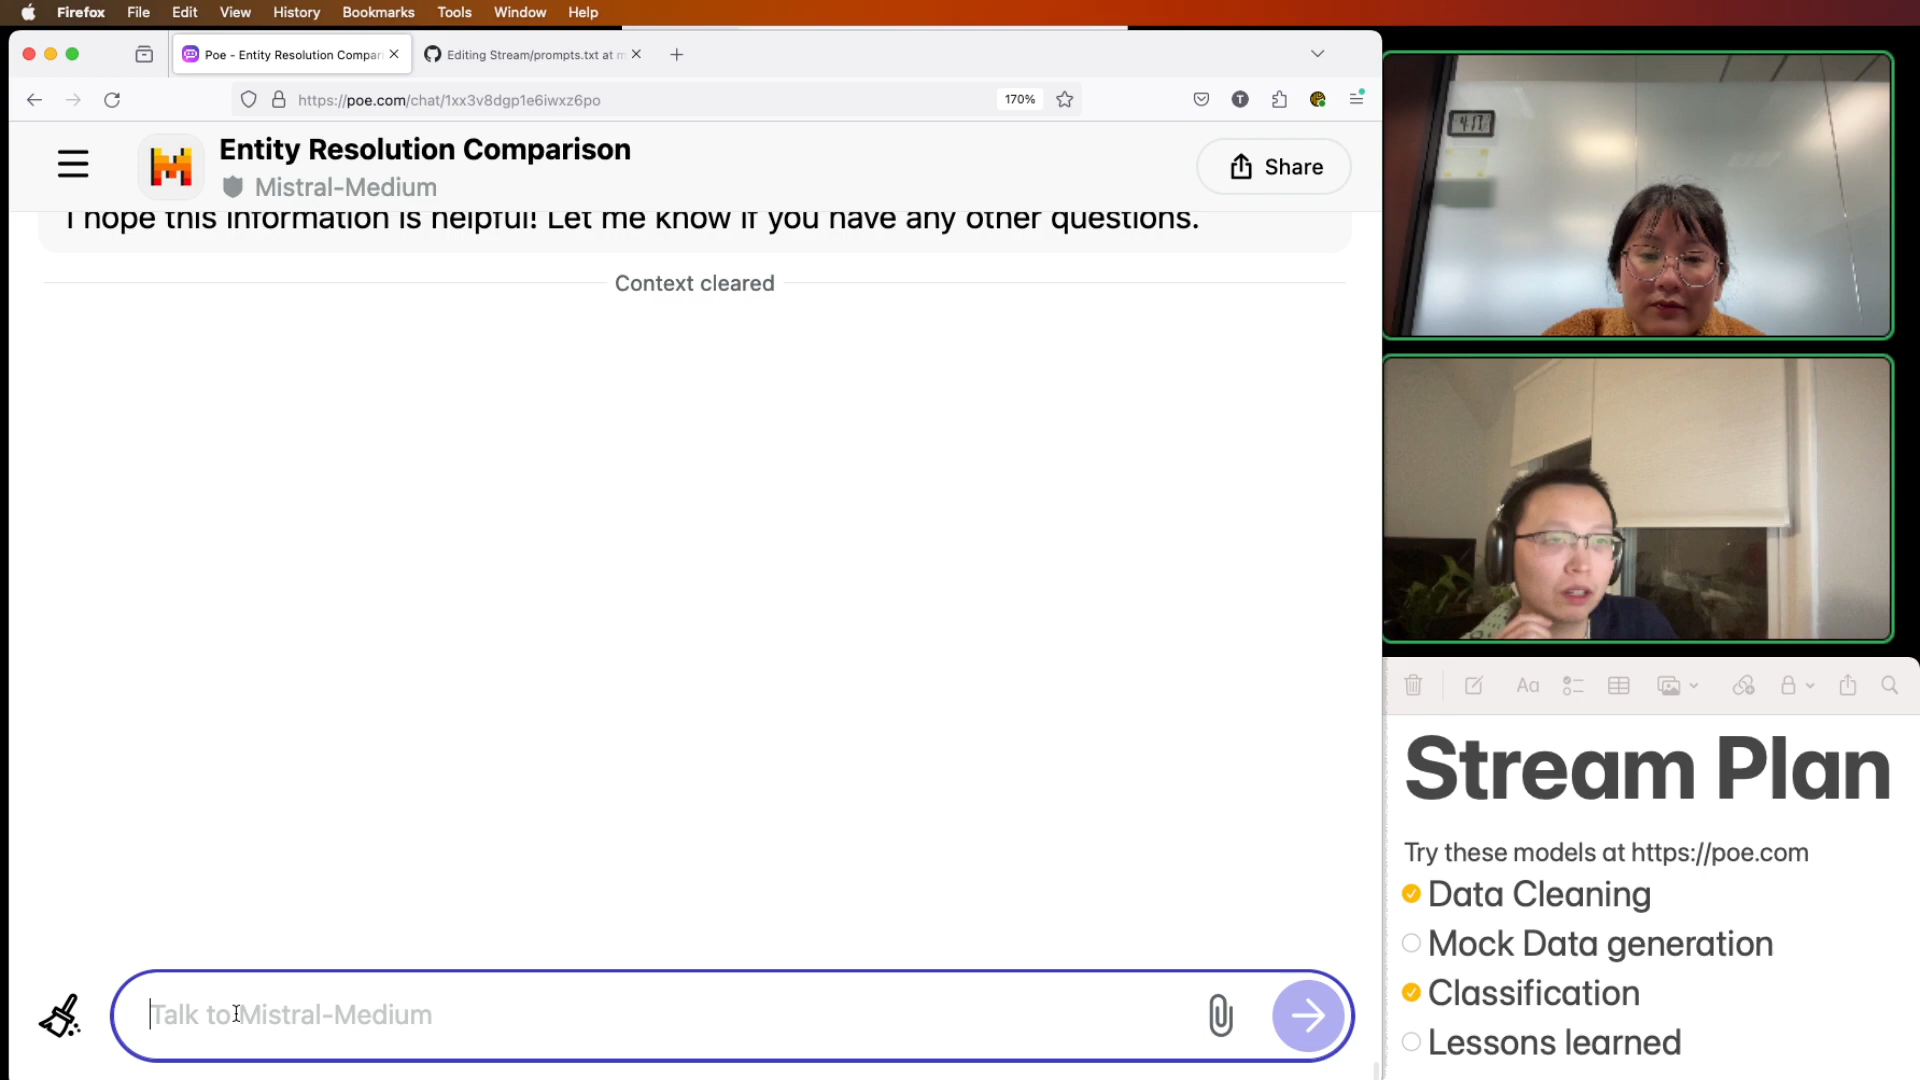 Firefox File Edit View History Bookmarks Tools Window Help
Poe - Entity Resolution Compar
Editing Stream/prompts.txt at m
https://poe.com/chat/1xx3v8dgp1e6iwxz6po
170%
T
Entity Resolution Comparison
Mistral-Medium
Share
I hope this information is helpful! Let me know if you have any other questions.
Context cleared
Talk to Mistral-Medium
4:17
Aa
Stream Plan
Try these models at https://poe.com
Data Cleaning
Mock Data generation
Classification
Lessons learned